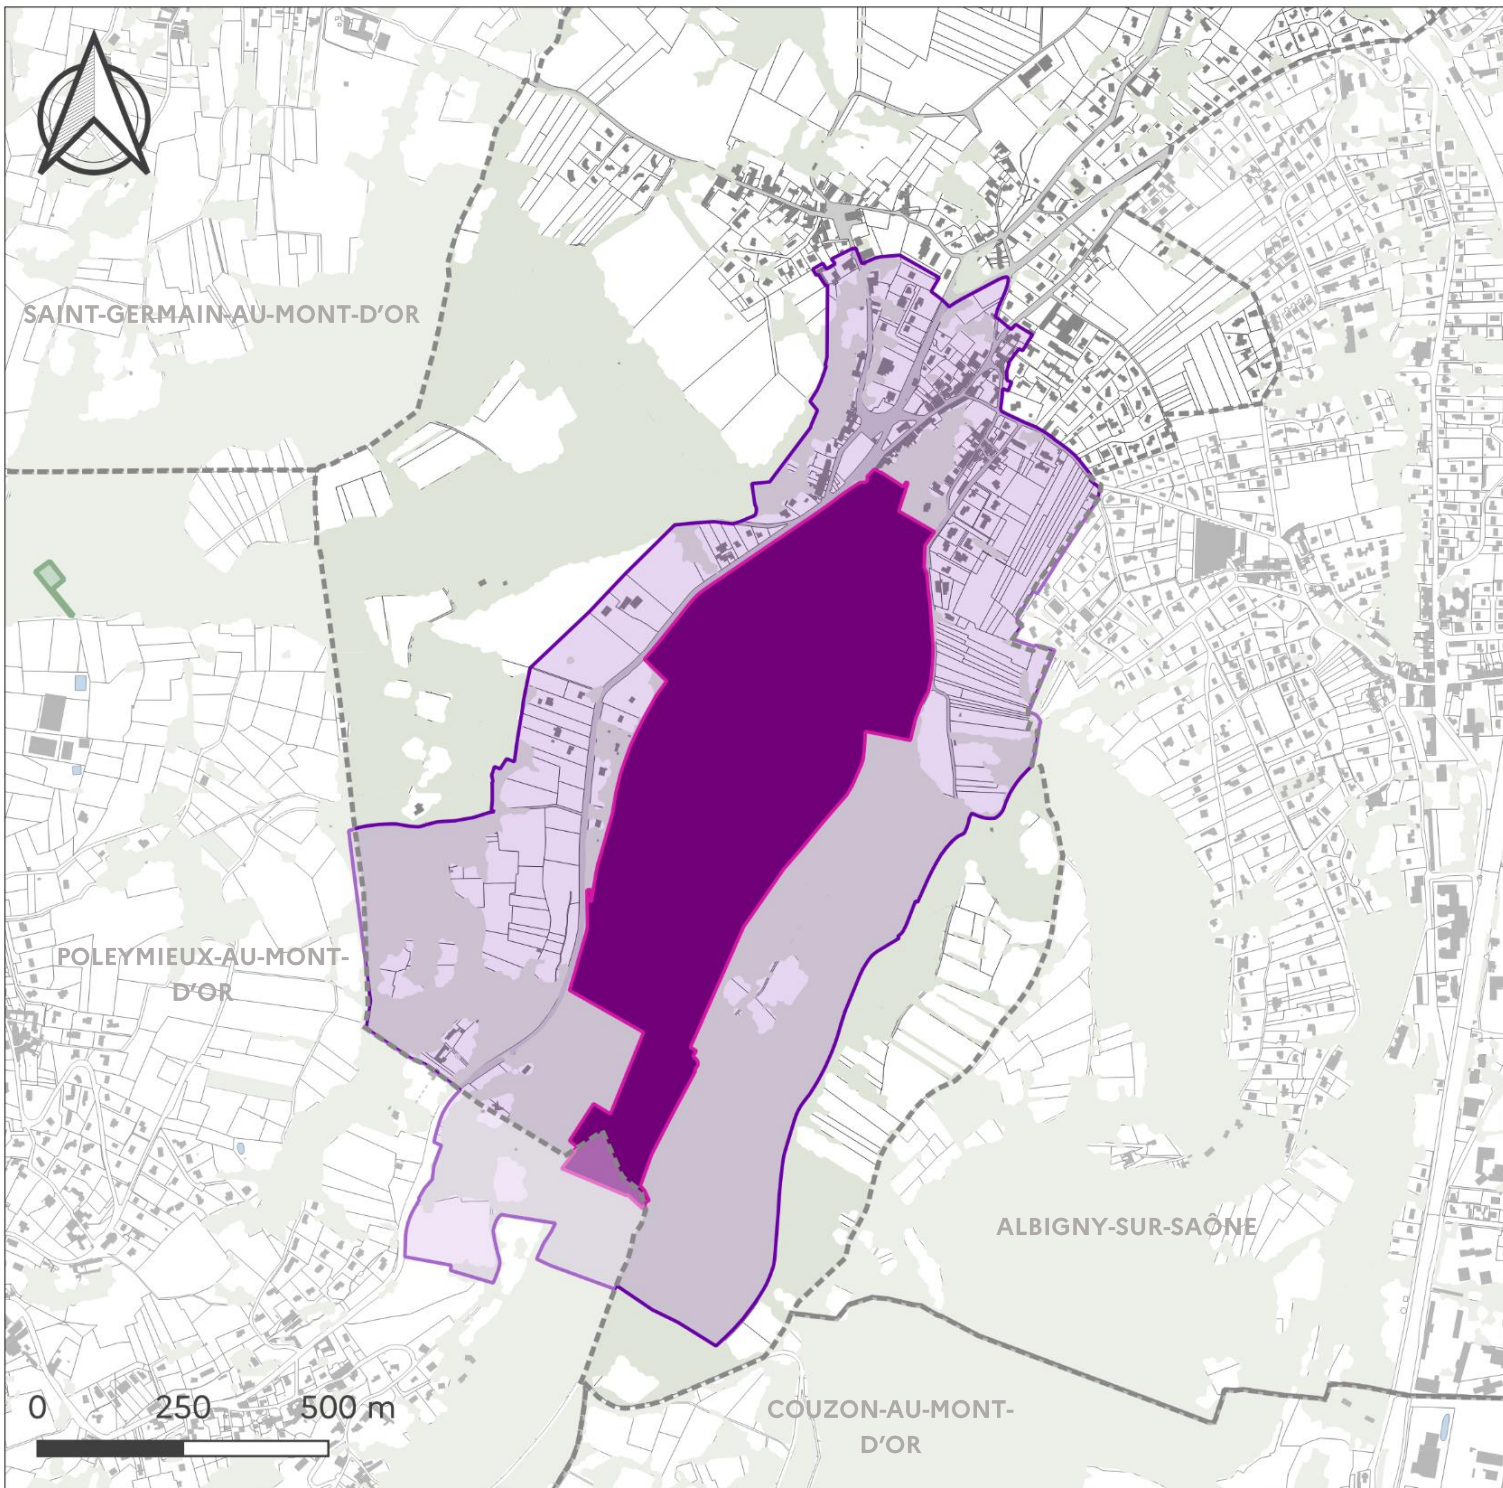 SAINT-GERMAIN-AU-MONT-D'OR
POLEYMIEUX-AU-MONT-
D'OR
ALBIGNY-SUR-SAÔNE
COUZON-AU-MONT-
D'OR
0 250 500 m